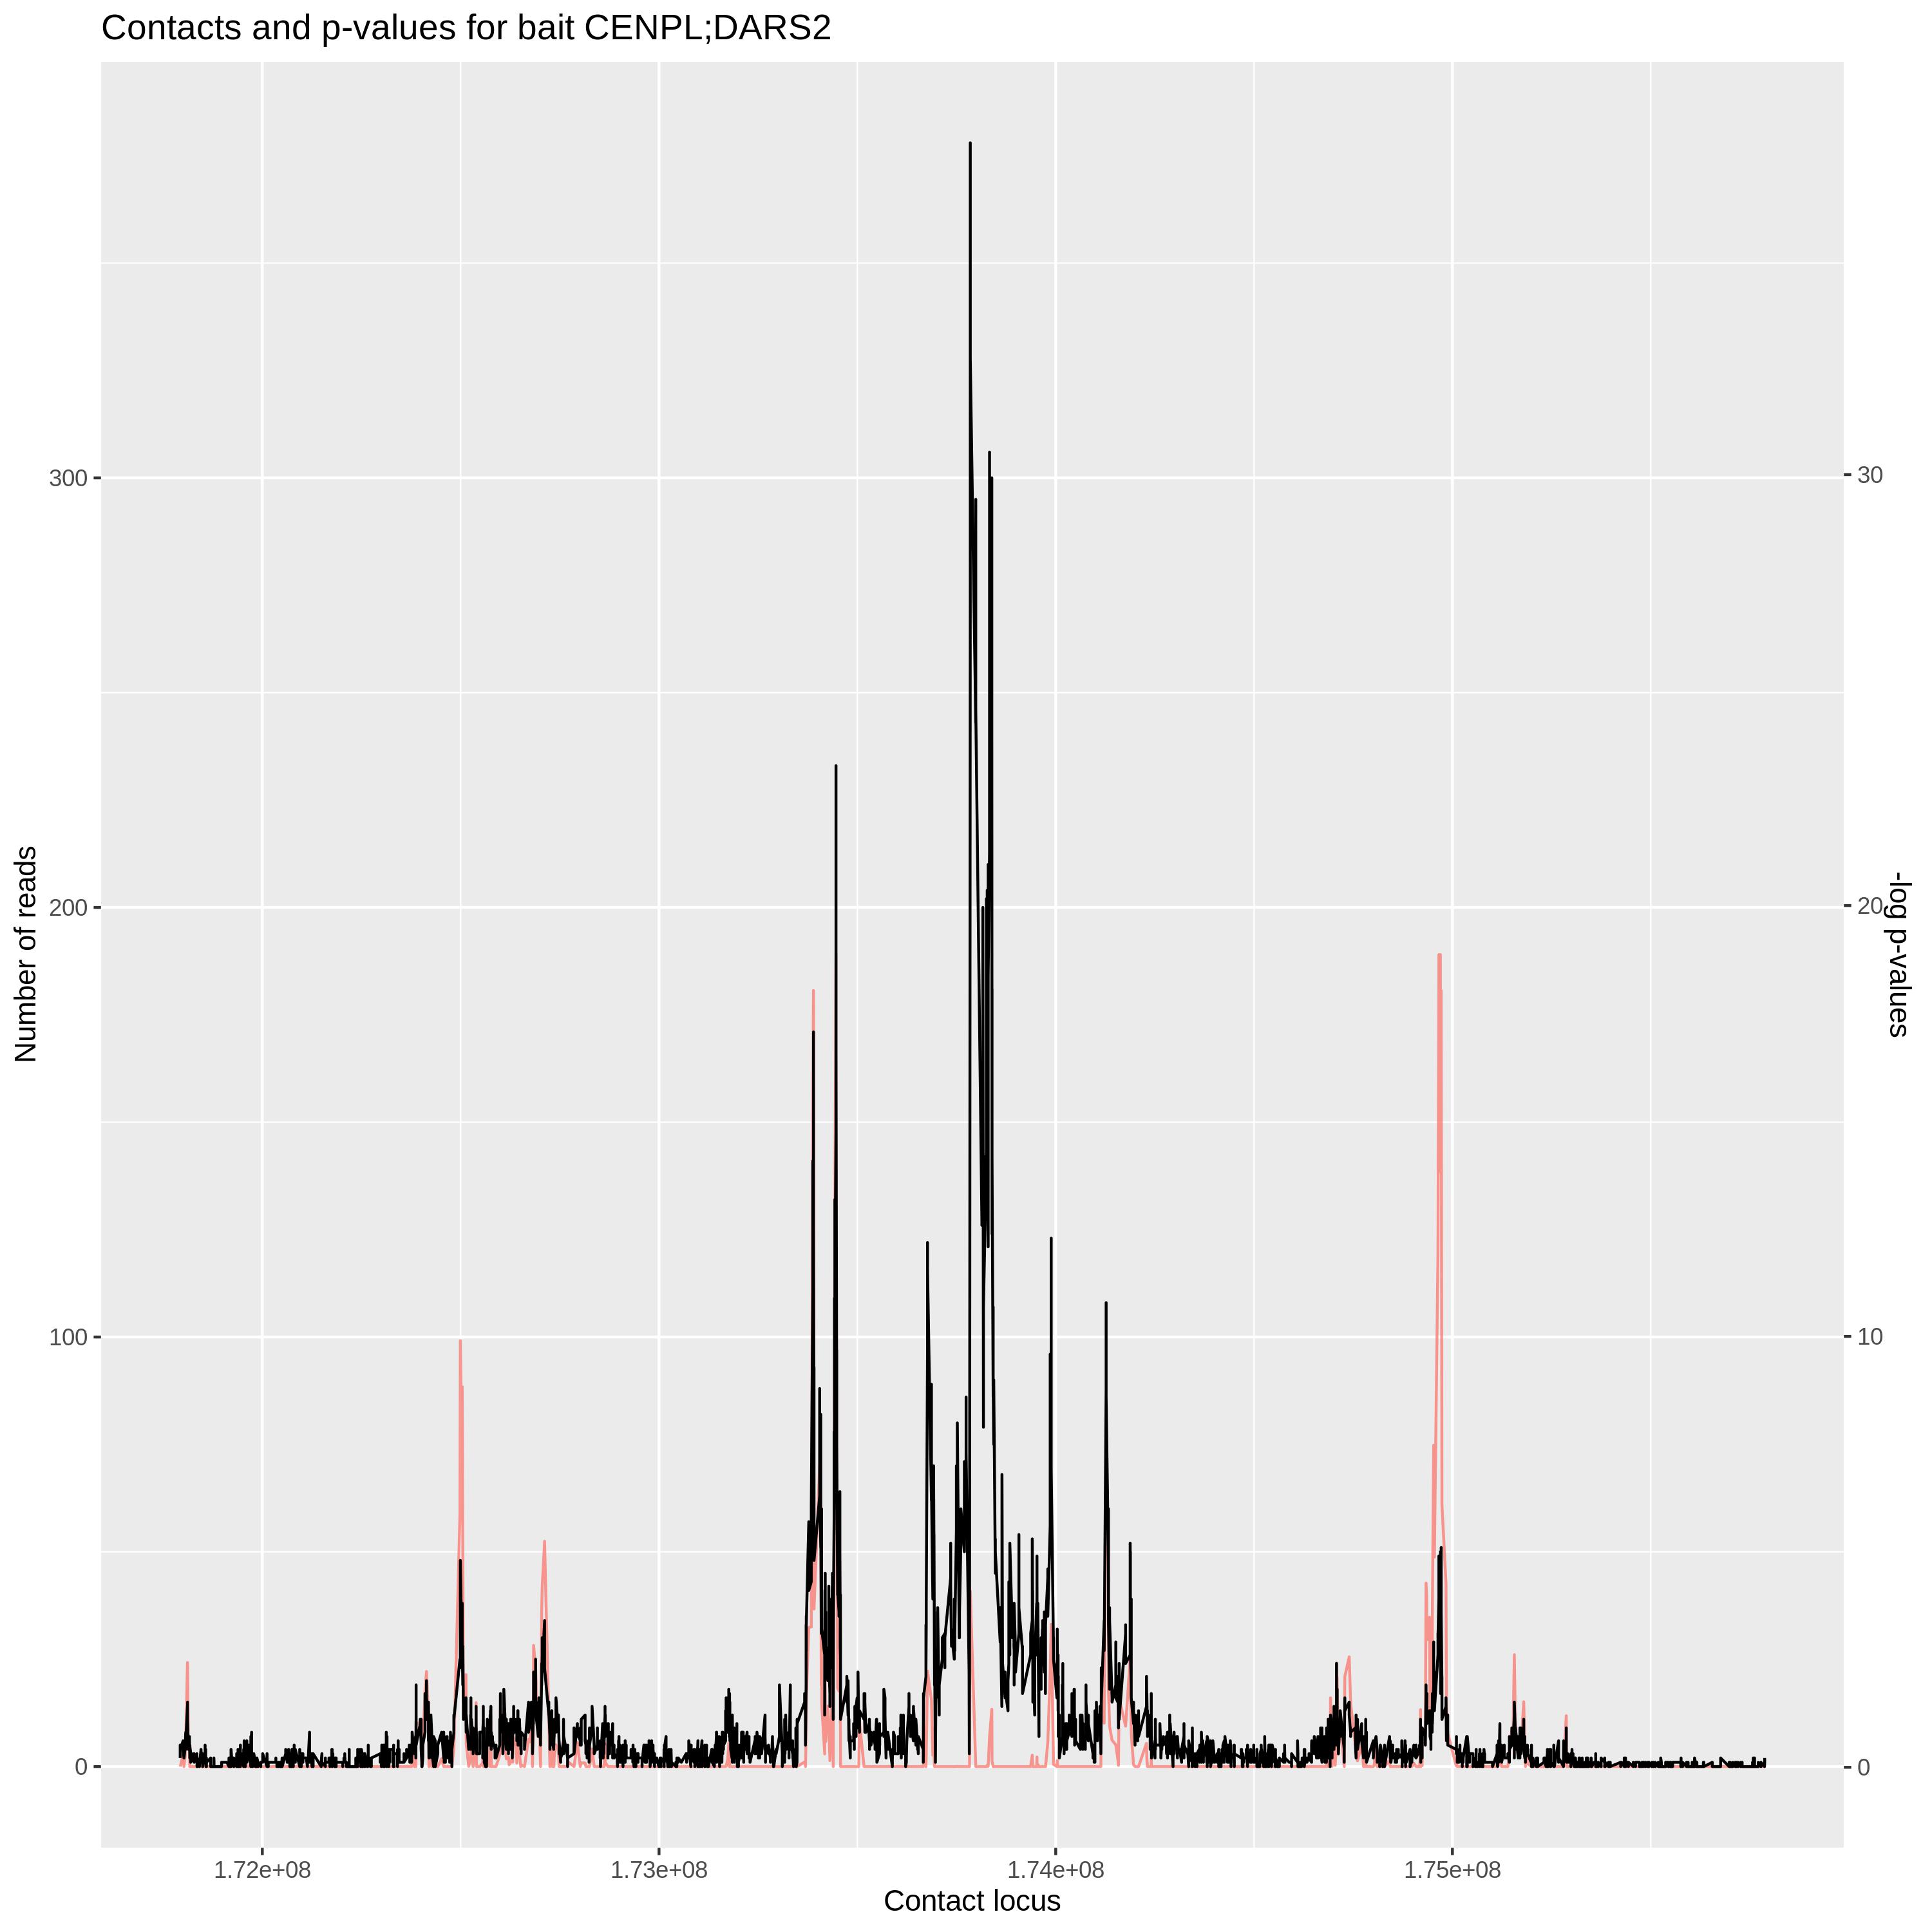 Contacts and p-values for bait CENPL;DARS2
Number of reads
300
200
100
0
30
20
10
0
-log p-values
1.72e+08
1.73e+08
1.74e+08
1.75e+08
Contact locus